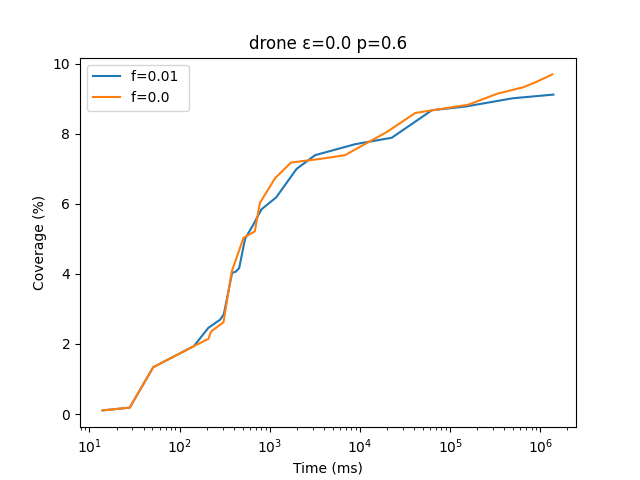 drone ε=0.0 p=0.6
f=0.01
f=0.0
Coverage (%)
10
8
6
4
2
0
10¹ 10² 10³ 10⁴ 10⁵ 10⁶
Time (ms)